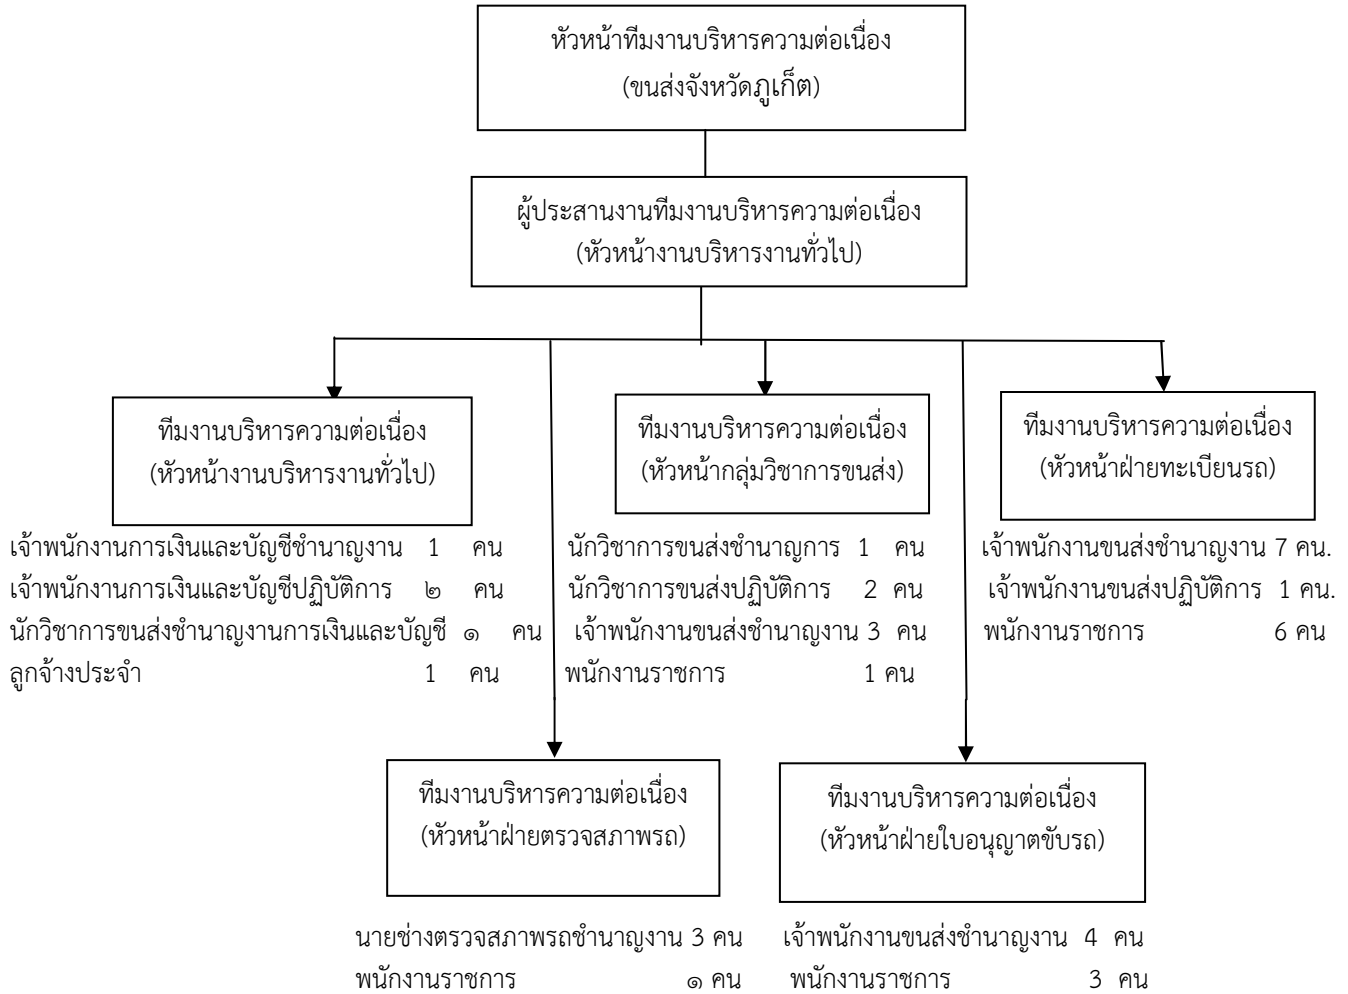 หัวหน้าทีมงานบริหารความต่อเนื่อง
(ขนส่งจังหวัดภูเก็ต)
ผู้ประสานงานทีมงานบริหารความต่อเนื่อง
(หัวหน้างานบริหารงานทั่วไป)
ทีมงานบริหารความต่อเนื่อง
(หัวหน้างานบริหารงานทั่วไป)
เจ้าพนักงานการเงินและบัญชีชำนาญงาน 1 คน
เจ้าพนักงานการเงินและบัญชีปฏิบัติการ ๒ คน
นักวิชาการขนส่งชำนาญงานการเงินและบัญชี ๑ คน
ลูกจ้างประจำ 1 คน
ทีมงานบริหารความต่อเนื่อง
(หัวหน้ากลุ่มวิชาการขนส่ง)
นักวิชาการขนส่งชำนาญการ 1 คน
นักวิชาการขนส่งปฏิบัติการ 2 คน
เจ้าพนักงานขนส่งชำนาญงาน 3 คน
พนักงานราชการ 1 คน
ทีมงานบริหารความต่อเนื่อง
(หัวหน้าฝ่ายทะเบียนรถ)
เจ้าพนักงานขนส่งชำนาญงาน 7 คน.
เจ้าพนักงานขนส่งปฏิบัติการ 1 คน.
พนักงานราชการ 6 คน
ทีมงานบริหารความต่อเนื่อง
(หัวหน้าฝ่ายตรวจสภาพรถ)
นายช่างตรวจสภาพรถชำนาญงาน 3 คน
พนักงานราชการ ๑ คน
ทีมงานบริหารความต่อเนื่อง
(หัวหน้าฝ่ายใบอนุญาตขับรถ)
เจ้าพนักงานขนส่งชำนาญงาน 4 คน
พนักงานราชการ 3 คน